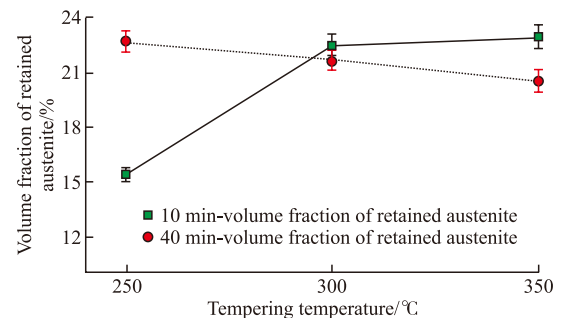 Volume fraction of retained
austenite/%
24
21
18
15
12
10 min-volume fraction of retained austenite
40 min-volume fraction of retained austenite
250
300
350
Tempering temperature/℃